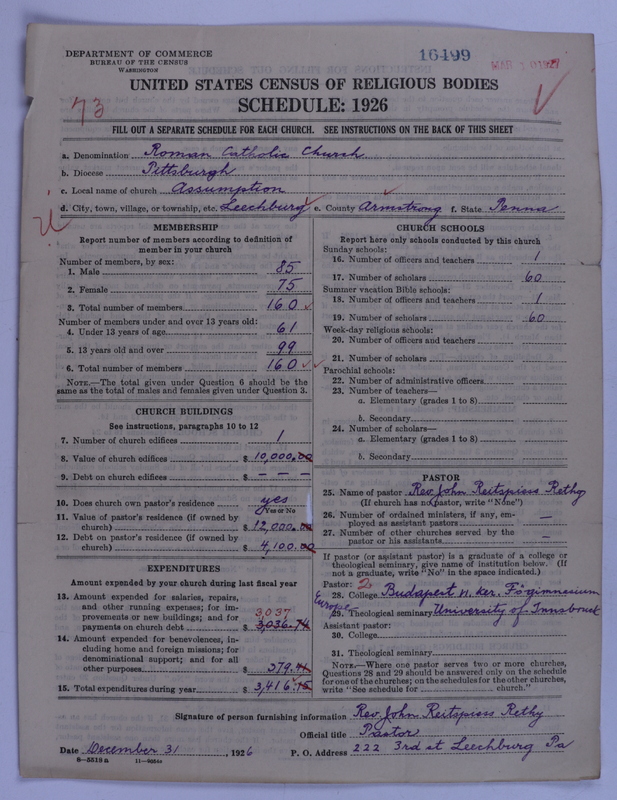 DEPARTMENT OF COMMERCE
BUREAU OF THE CENSUS
WASHINGTON
16499
MAR 1927
UNITED STATES CENSUS OF RELIGIOUS BODIES
SCHEDULE: 1926
73
FILL OUT A SEPARATE SCHEDULE FOR EACH CHURCH. SEE INSTRUCTIONS ON THE BACK OF THIS SHEET
a. Denomination Roman Catholic Church
b. Diocese Pittsburgh
c. Local name of church Assumption
d. City, town, village, or township, etc. Leechburg e. County Armstrong f. State Penna
MEMBERSHIP
Report number of members according to definition of
member in your church
Number of members, by sex:
1. Male 85
2. Female 75
3. Total number of members 160
Number of members under and over 13 years old:
4. Under 13 years of age 61
5. 13 years old and over 99
6. Total number of members 160
NOTE.—The total given under Question 6 should be the
same as the total of males and females given under Question 3.
CHURCH BUILDINGS
See instructions, paragraphs 10 to 12
7. Number of church edifices 1
8. Value of church edifices $ 10,000.00
9. Debt on church edifices $ — — —
10. Does church own pastor's residence yes
Yes or No
11. Value of pastor's residence (if owned by
church) $ 12,000.00
12. Debt on pastor's residence (if owned by
church) $ 4,100.00
EXPENDITURES
Amount expended by your church during last fiscal year
13. Amount expended for salaries, repairs,
and other running expenses; for im-
provements or new buildings; and for
3,037
payments on church debt $ 3,036.74
14. Amount expended for benevolences, in-
cluding home and foreign missions; for
denominational support; and for all
other purposes $ 379.41
15. Total expenditures during year $ 3,416.15
CHURCH SCHOOLS
Report here only schools conducted by this church
Sunday schools:
16. Number of officers and teachers 1
17. Number of scholars 60
Summer vacation Bible schools:
18. Number of officers and teachers 1
19. Number of scholars 60
Week-day religious schools:
20. Number of officers and teachers
21. Number of scholars
Parochial schools:
22. Number of administrative officers
23. Number of teachers—
a. Elementary (grades 1 to 8)
b. Secondary
24. Number of scholars—
a. Elementary (grades 1 to 8)
b. Secondary
PASTOR
25. Name of pastor Rev. John Reitspiess Rethy
(If church has no pastor, write "None")
26. Number of ordained ministers, if any, em-
ployed as assistant pastors —
27. Number of other churches served by the
pastor or his assistants —
If pastor (or assistant pastor) is a graduate of a college or
theological seminary, give name of institution below. (If
not a graduate, write "No" in the space indicated.)
Pastor: 2
28. College Budapest n. ker. Főgimnesium
Europe
29. Theological seminary University of Innsbruck
Assistant pastor:
30. College
31. Theological seminary
NOTE.—Where one pastor serves two or more churches,
Questions 28 and 29 should be answered only on the schedule
for one of the churches; on the schedules for the other churches,
write "See schedule for church."
Signature of person furnishing information Rev. John Reitspiess Rethy
Official title Pastor
Date December 31, 1926 P. O. Address 222 3rd st Leechburg Pa
8—5513 a